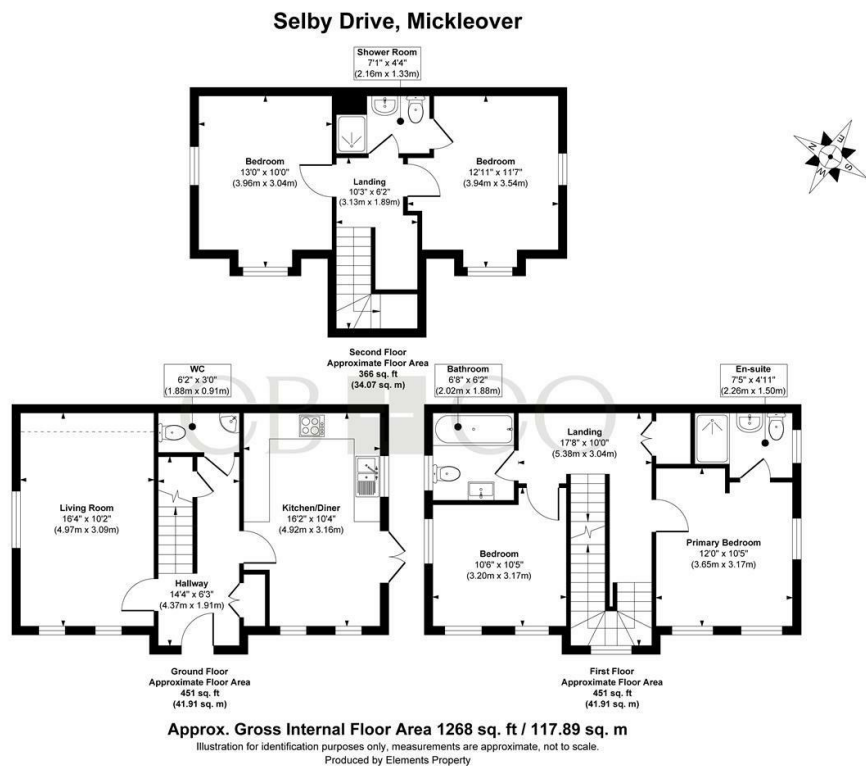 Selby Drive, Mickleover
Shower Room
7'1" x 4'4"
(2.16m x 1.33m)
Bedroom
13'0" x 10'0"
(3.96m x 3.04m)
Landing
10'3" x 6'2"
(3.13m x 1.89m)
Bedroom
12'11" x 11'7"
(3.94m x 3.54m)
N
E
S
W
Second Floor
Approximate Floor Area
366 sq. ft
(34.07 sq. m)
WC
6'2" x 3'0"
(1.88m x 0.91m)
Living Room
16'4" x 10'2"
(4.97m x 3.09m)
Kitchen/Diner
16'2" x 10'4"
(4.92m x 3.16m)
Hallway
14'4" x 6'3"
(4.37m x 1.91m)
Ground Floor
Approximate Floor Area
451 sq. ft
(41.91 sq. m)
Bathroom
6'8" x 6'2"
(2.02m x 1.88m)
Landing
17'8" x 10'0"
(5.38m x 3.04m)
En-suite
7'5" x 4'11"
(2.26m x 1.50m)
Bedroom
10'6" x 10'5"
(3.20m x 3.17m)
Primary Bedroom
12'0" x 10'5"
(3.65m x 3.17m)
First Floor
Approximate Floor Area
451 sq. ft
(41.91 sq. m)
Approx. Gross Internal Floor Area 1268 sq. ft / 117.89 sq. m
Illustration for identification purposes only, measurements are approximate, not to scale.
Produced by Elements Property